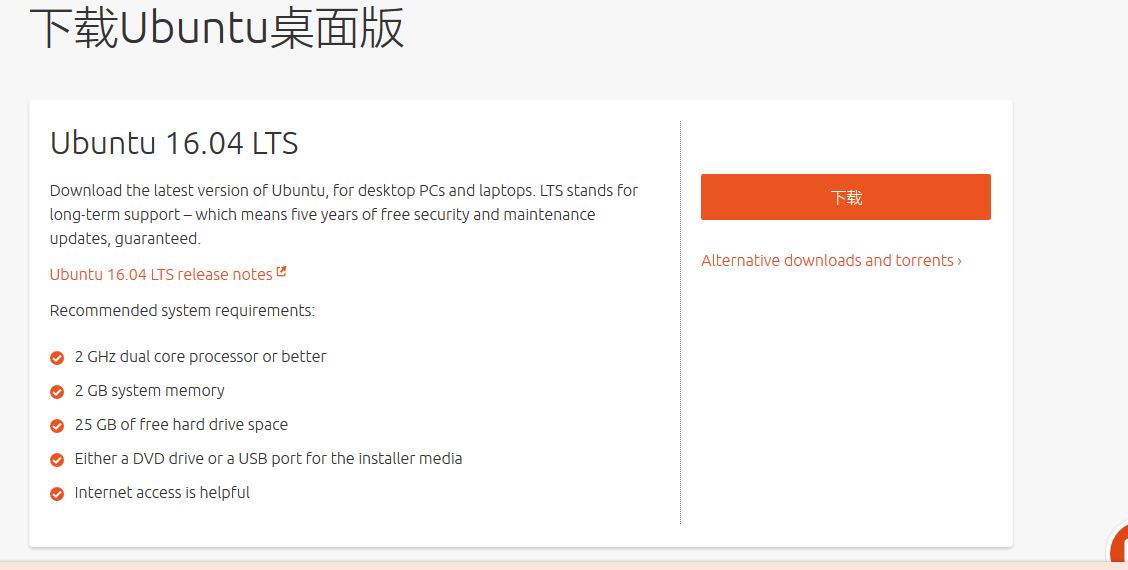 下载Ubuntu桌面版
Ubuntu 16.04 LTS
Download the latest version of Ubuntu, for desktop PCs and laptops. LTS stands for
long-term support – which means five years of free security and maintenance
updates, guaranteed.
Ubuntu 16.04 LTS release notes
Recommended system requirements:
2 GHz dual core processor or better
2 GB system memory
25 GB of free hard drive space
Either a DVD drive or a USB port for the installer media
Internet access is helpful
下载
Alternative downloads and torrents ›